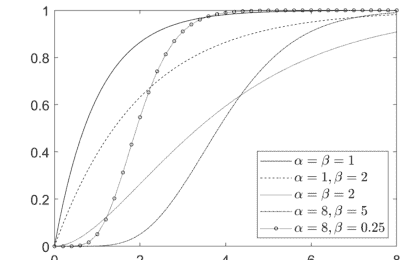 1
0.8
0.6
0.4
0.2
0
0 2 4 6 8
α = β = 1
α = 1, β = 2
α = β = 2
α = 8, β = 5
α = 8, β = 0.25